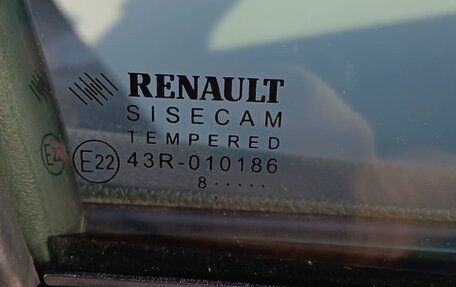 RENAULT
SISECAM
TEMPERED
E22 43R-010186
8 ·····
·